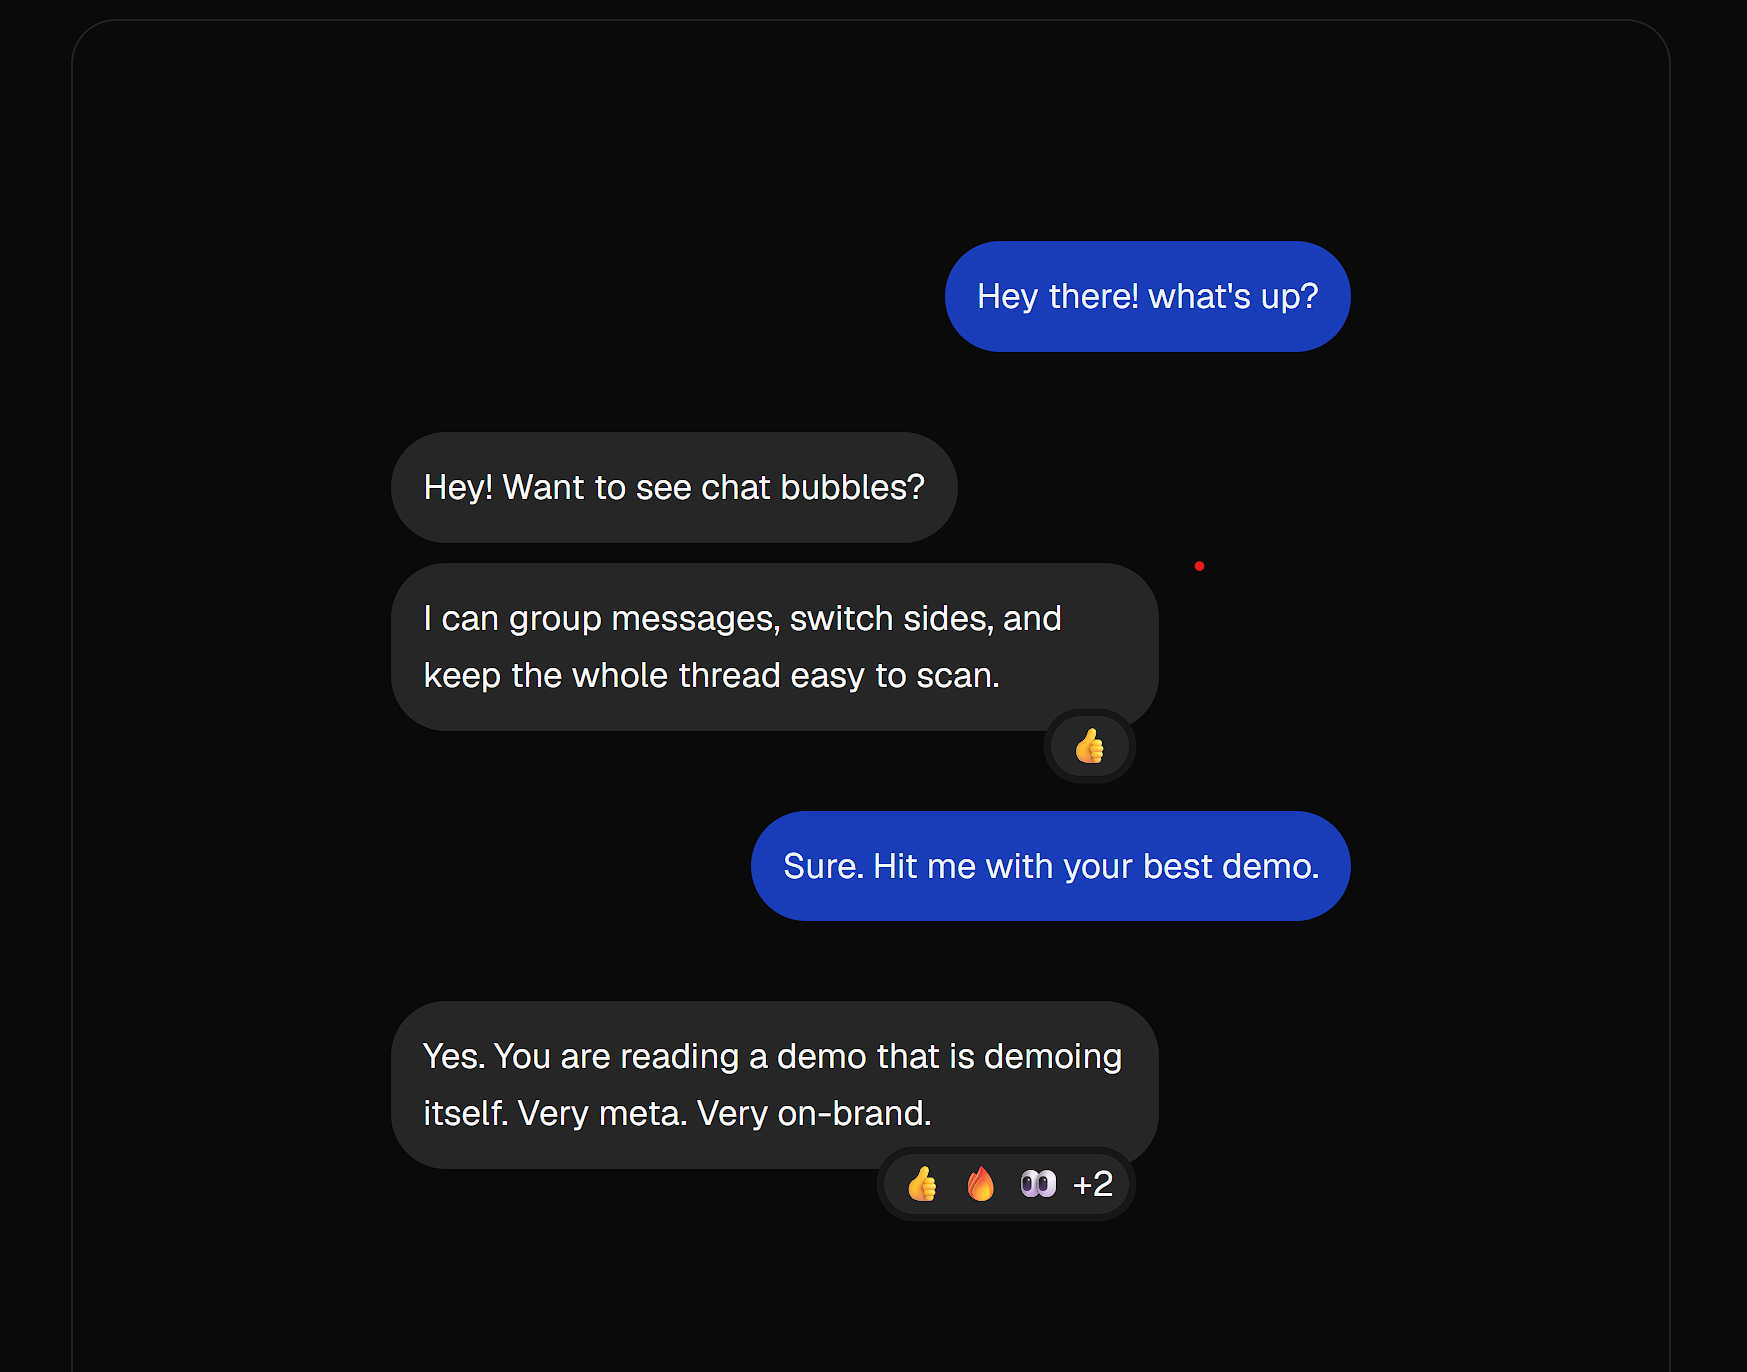 Hey there! what's up?
Hey! Want to see chat bubbles?
I can group messages, switch sides, and
keep the whole thread easy to scan.
👍
Sure. Hit me with your best demo.
Yes. You are reading a demo that is demoing
itself. Very meta. Very on-brand.
👍 🔥 👀 +2